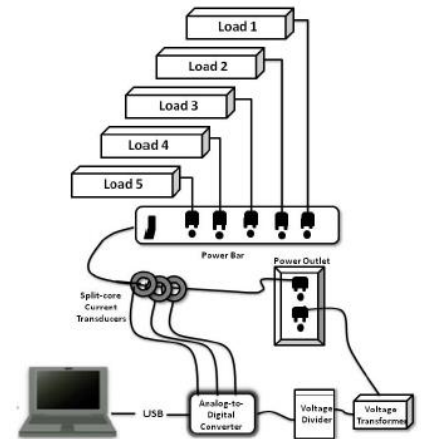 Load 1
Load 2
Load 3
Load 4
Load 5
Power Bar
Power Outlet
Split-core
Current
Transducers
USB
Analog-to-
Digital
Converter
Voltage
Divider
Voltage
Transformer